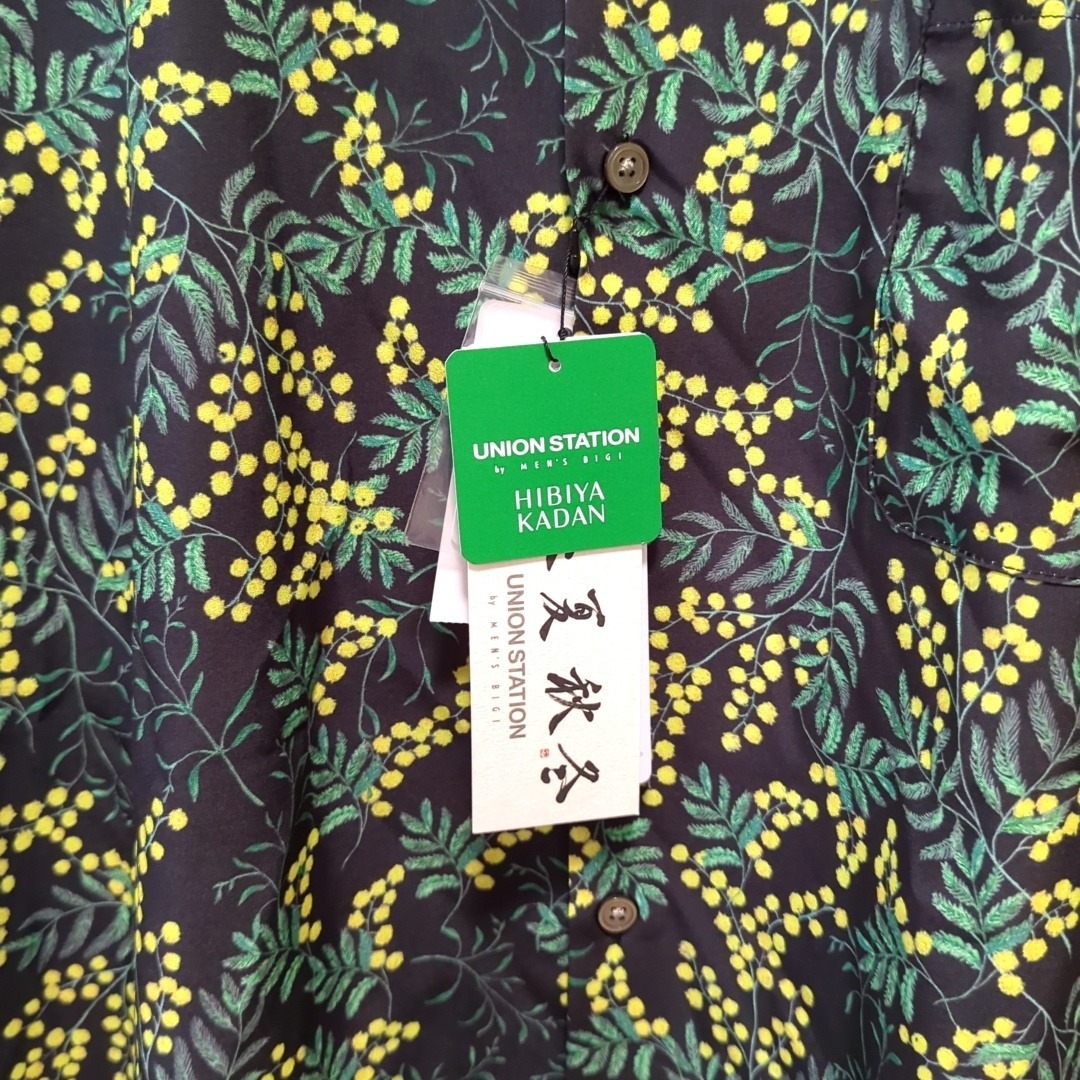 UNION STATION
by MEN'S BIGI
HIBIYA
KADAN
UNION STATION
by MEN'S BIGI
夏秋冬